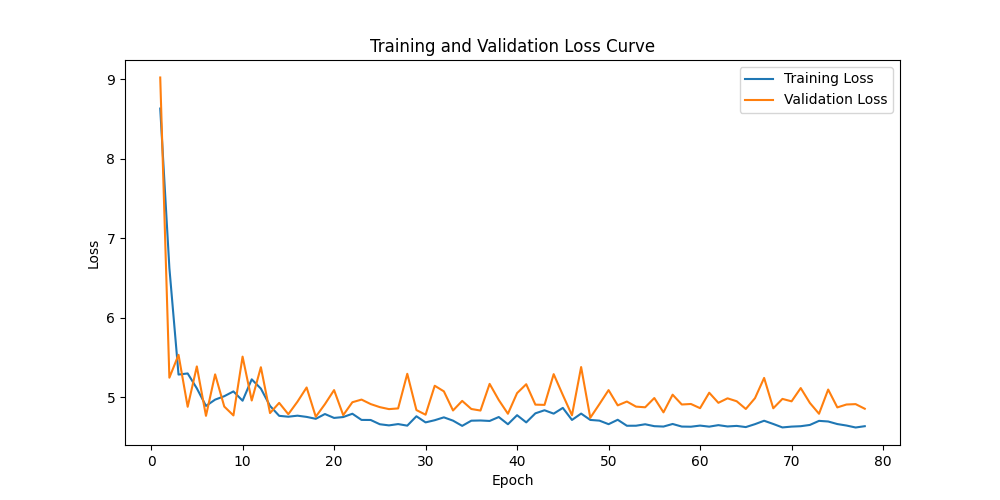 Training and Validation Loss Curve
Training Loss
Validation Loss
9
8
7
6
5
Loss
0 10 20 30 40 50 60 70 80
Epoch